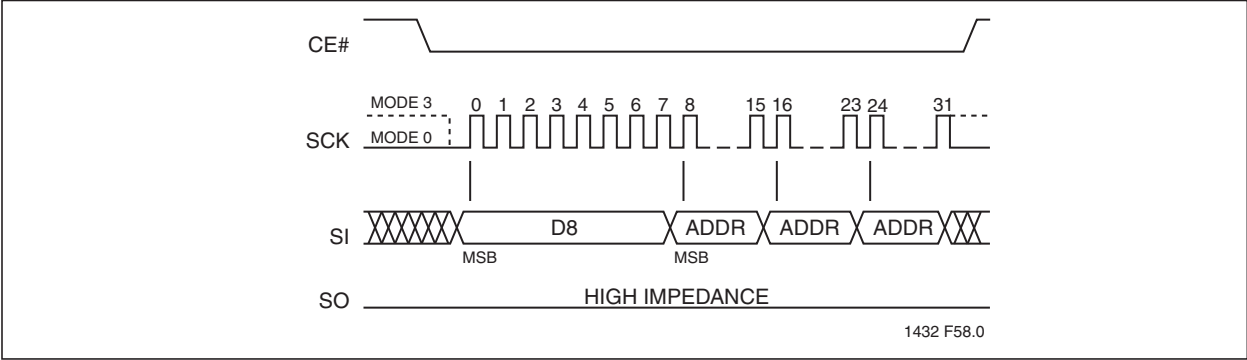 CE#
MODE 3
0 1 2 3 4 5 6 7 8 15 16 23 24 31
SCK
MODE 0
SI
D8 ADDR ADDR ADDR
MSB MSB
SO
HIGH IMPEDANCE
1432 F58.0